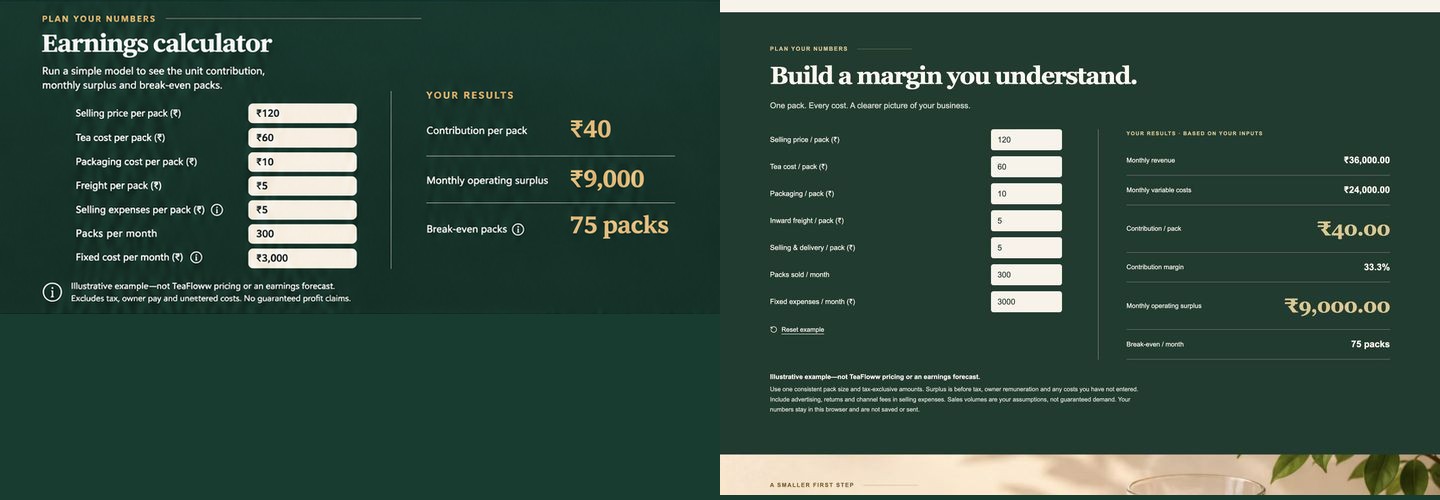 PLAN YOUR NUMBERS
Earnings calculator
Run a simple model to see the unit contribution,
monthly surplus and break-even packs.
Selling price per pack (₹) ₹120
Tea cost per pack (₹) ₹60
Packaging cost per pack (₹) ₹10
Freight per pack (₹) ₹5
Selling expenses per pack (₹) ₹5
Packs per month 300
Fixed cost per month (₹) ₹3,000
YOUR RESULTS
Contribution per pack ₹40
Monthly operating surplus ₹9,000
Break-even packs 75 packs
Illustrative example—not TeaFloww pricing or an earnings forecast.
Excludes tax, owner pay and unetered costs. No guaranteed profit claims.
PLAN YOUR NUMBERS
Build a margin you understand.
One pack. Every cost. A clearer picture of your business.
Selling price / pack (₹) 120
Tea cost / pack (₹) 60
Packaging / pack (₹) 10
Inward freight / pack (₹) 5
Selling & delivery / pack (₹) 5
Packs sold / month 300
Fixed expenses / month (₹) 3000
Reset example
YOUR RESULTS · BASED ON YOUR INPUTS
Monthly revenue ₹36,000.00
Monthly variable costs ₹24,000.00
Contribution / pack ₹40.00
Contribution margin 33.3%
Monthly operating surplus ₹9,000.00
Break-even / month 75 packs
Illustrative example—not TeaFloww pricing or an earnings forecast.
Use one consistent pack size and tax-exclusive amounts. Surplus is before tax, owner remuneration and any costs you have not entered.
Include advertising, returns and channel fees in selling expenses. Sales volumes are your assumptions, not guaranteed demand. Your
numbers stay in this browser and are not saved or sent.
A SMALLER FIRST STEP